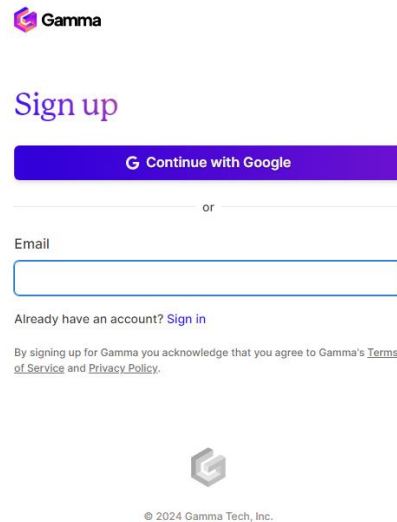 Gamma
Sign up
G Continue with Google
or
Email
Already have an account? Sign in
By signing up for Gamma you acknowledge that you agree to Gamma's Terms
of Service and Privacy Policy.
© 2024 Gamma Tech, Inc.